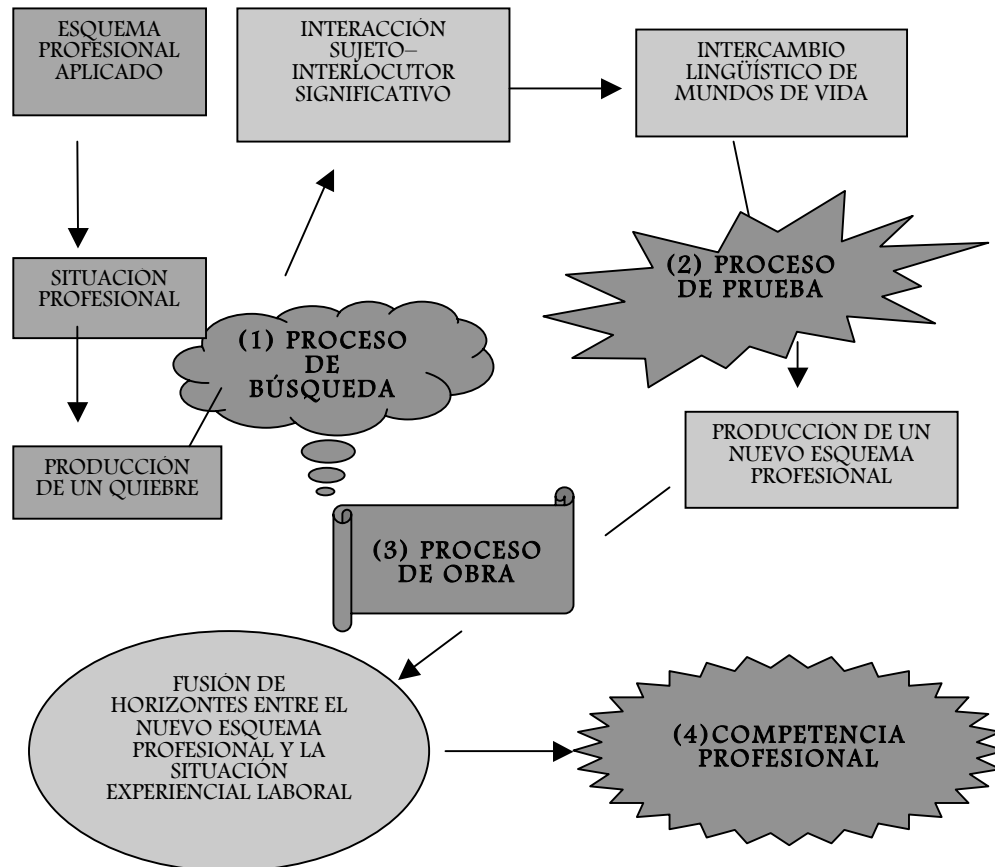 ESQUEMA
PROFESIONAL
APLICADO
SITUACION
PROFESIONAL
PRODUCCIÓN
DE UN QUIEBRE
(1) PROCESO
DE
BÚSQUEDA
INTERACCIÓN
SUJETO–
INTERLOCUTOR
SIGNIFICATIVO
INTERCAMBIO
LINGÜÍSTICO DE
MUNDOS DE VIDA
(2) PROCESO
DE PRUEBA
PRODUCCION DE UN
NUEVO ESQUEMA
PROFESIONAL
(3) PROCESO
DE OBRA
FUSIÓN DE
HORIZONTES ENTRE EL
NUEVO ESQUEMA
PROFESIONAL Y LA
SITUACIÓN
EXPERIENCIAL LABORAL
(4)COMPETENCIA
PROFESIONAL